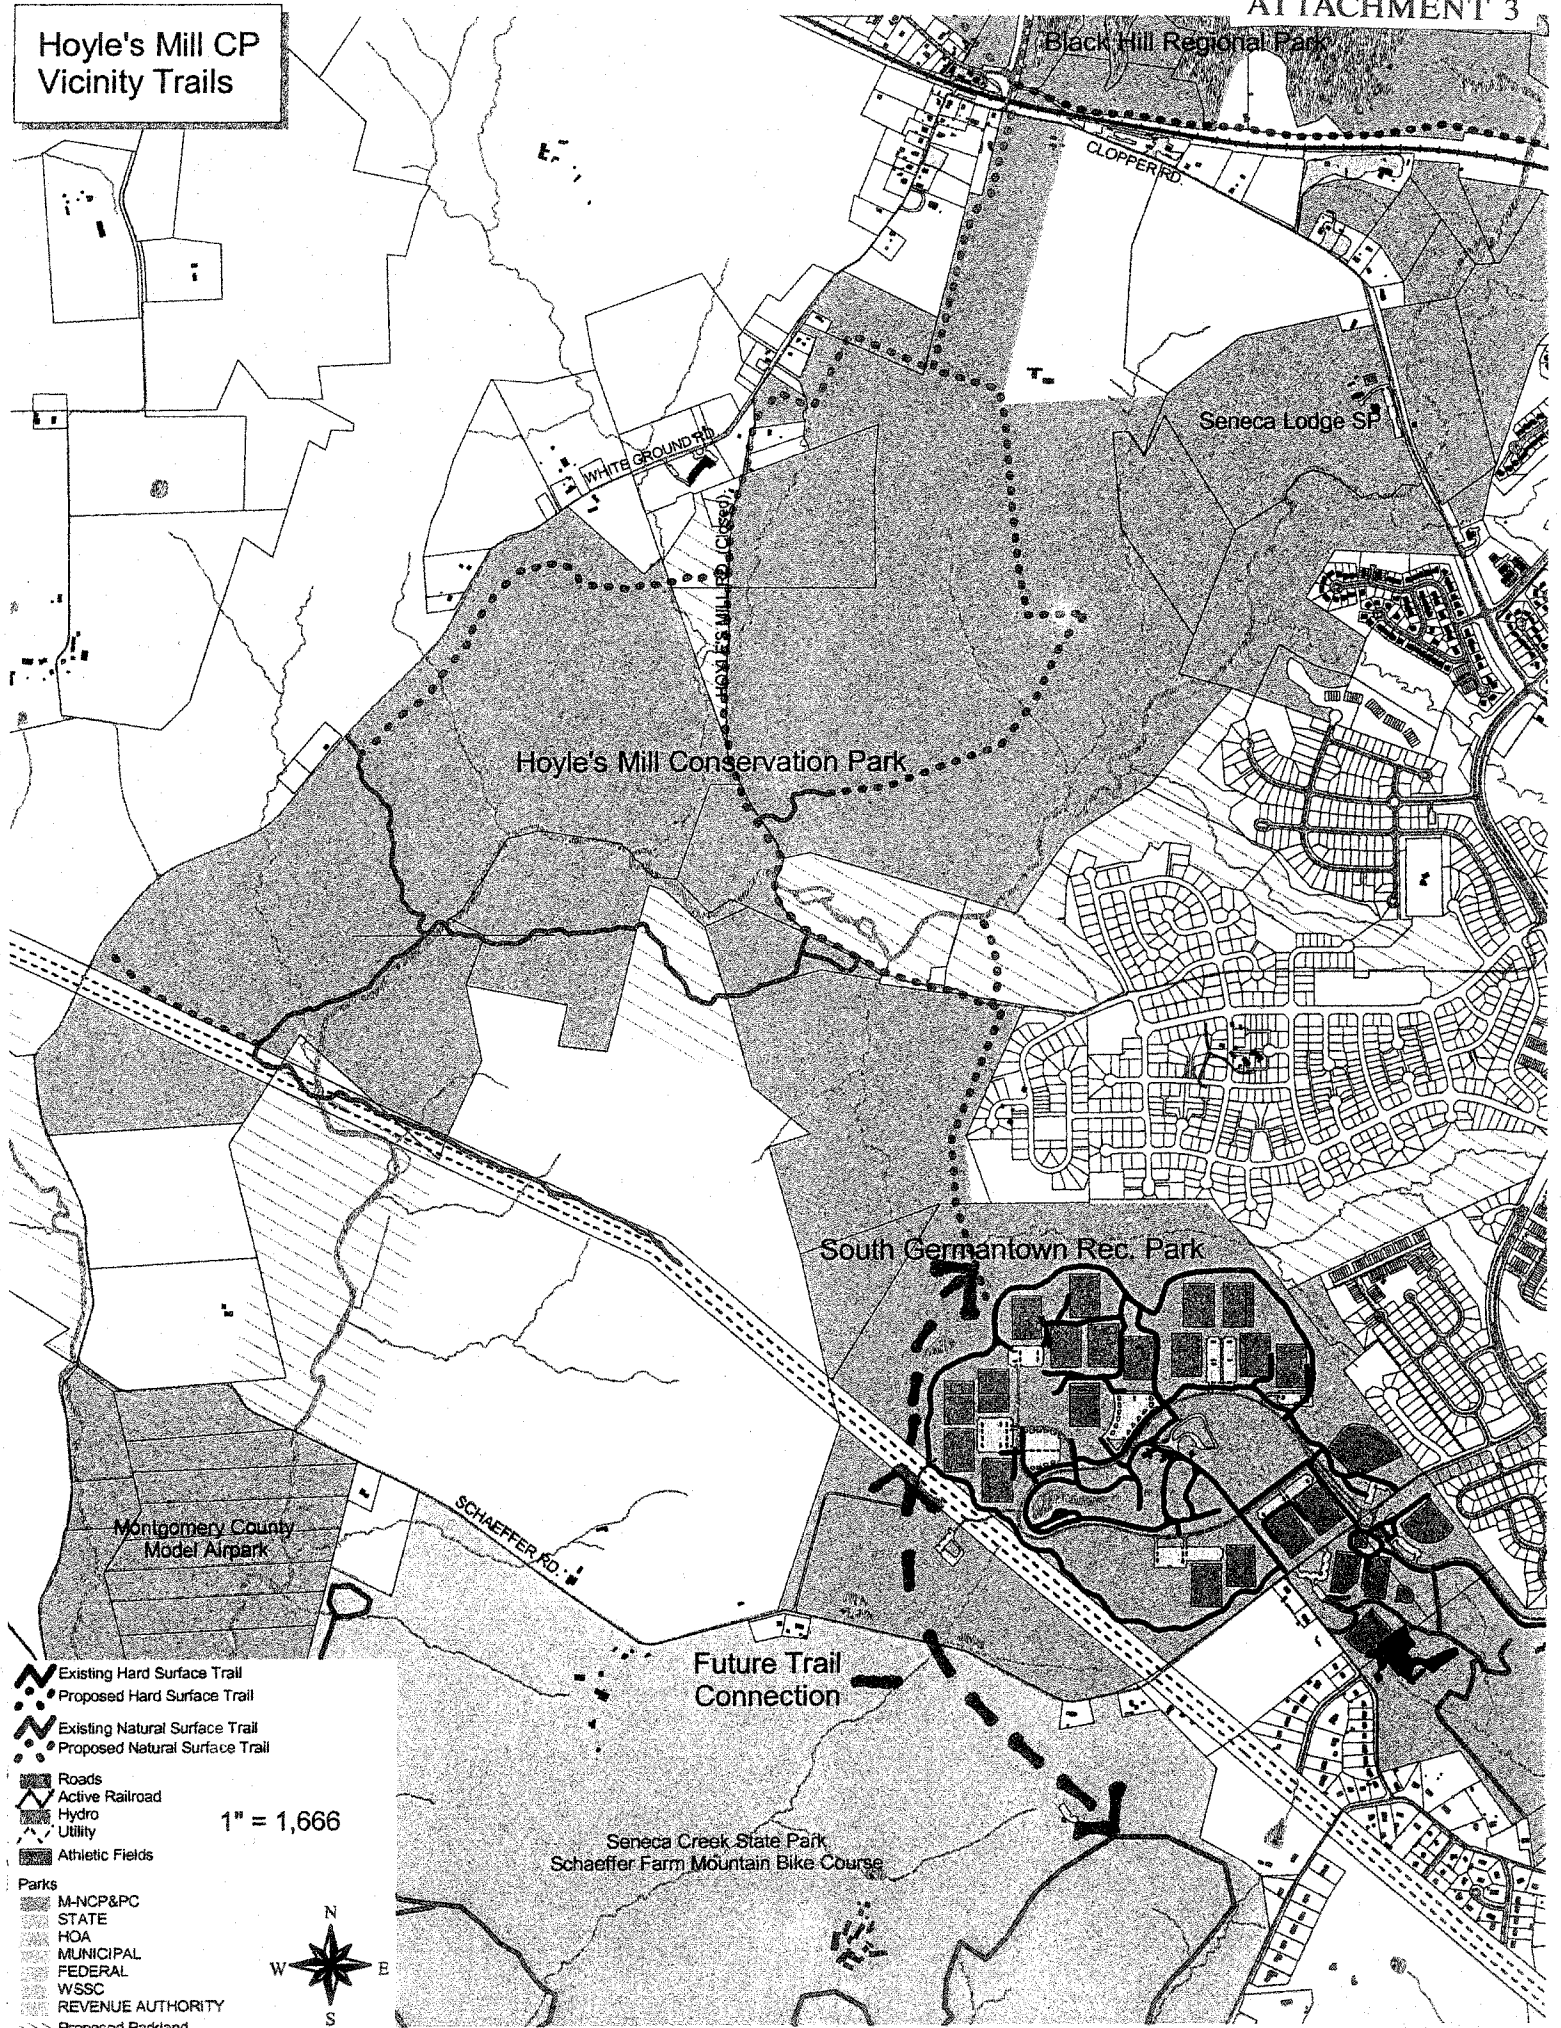 ATTACHMENT 3
Hoyle's Mill CP
Vicinity Trails
Black Hill Regional Park
CLOPPER RD.
Seneca Lodge SP
WHITE GROUND RD
HOYLE'S MILL RD. (Closed)
Hoyle's Mill Conservation Park
South Germantown Rec. Park
Montgomery County
Model Airpark
SCHAEFFER RD.
Future Trail
Connection
Seneca Creek State Park
Schaeffer Farm Mountain Bike Course
Existing Hard Surface Trail
Proposed Hard Surface Trail
Existing Natural Surface Trail
Proposed Natural Surface Trail
Roads
Active Railroad
Hydro
Utility
1" = 1,666
Athletic Fields
Parks
M-NCP&PC
STATE
HOA
MUNICIPAL
FEDERAL
WSSC
REVENUE AUTHORITY
Proposed Parkland
N
W E
S